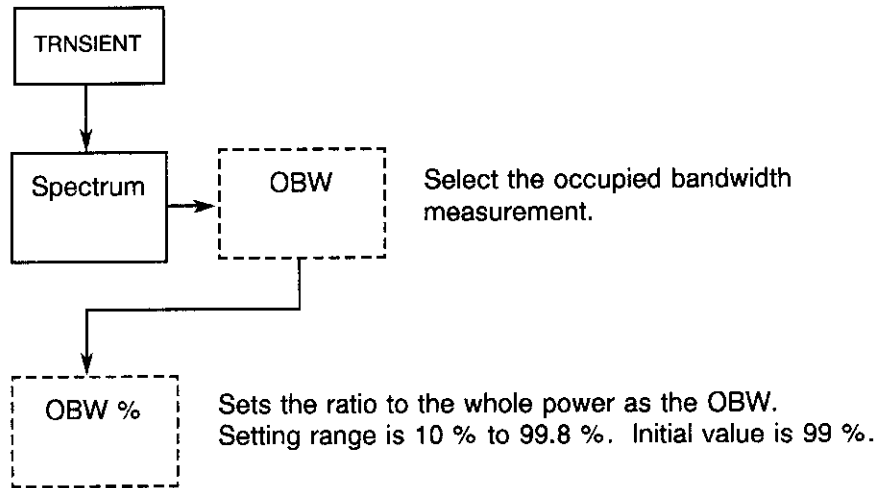 TRNSIENT
Spectrum
OBW
Select the occupied bandwidth
measurement.
OBW %
Sets the ratio to the whole power as the OBW.
Setting range is 10 % to 99.8 %. Initial value is 99 %.